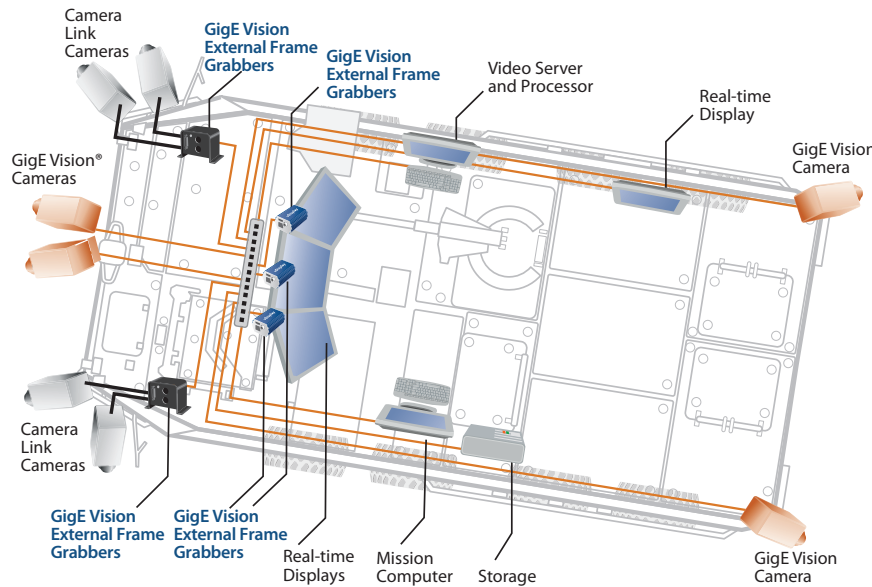 Camera
Link
Cameras
GigE Vision
External Frame
Grabbers
GigE Vision
External Frame
Grabbers
Video Server
and Processor
Real-time
Display
GigE Vision®
Cameras
GigE Vision
Camera
Camera
Link
Cameras
GigE Vision
External Frame
Grabbers
GigE Vision
External Frame
Grabbers
Real-time
Displays
Mission
Computer
Storage
GigE Vision
Camera